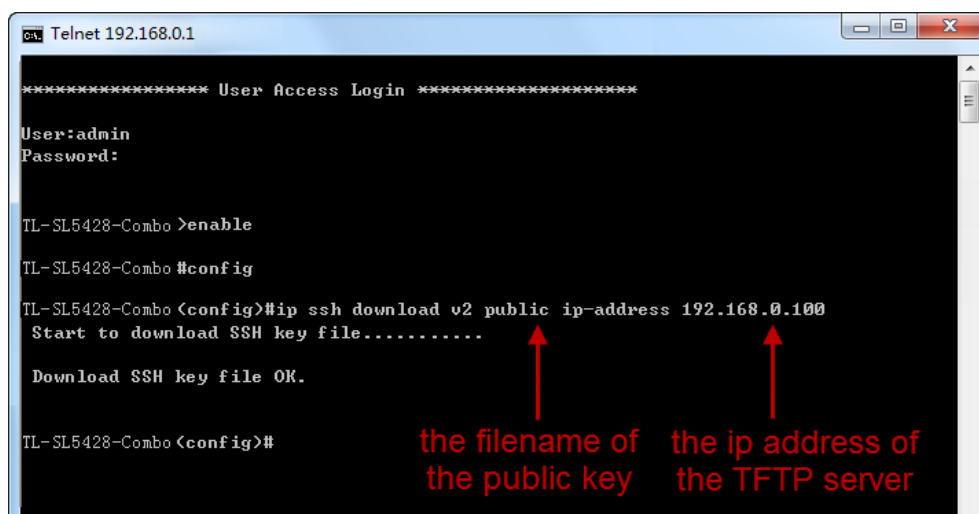 Telnet 192.168.0.1
***************** User Access Login ********************
User:admin
Password:
TL-SL5428-Combo >enable
TL-SL5428-Combo #config
TL-SL5428-Combo (config)#ip ssh download v2 public ip-address 192.168.0.100
Start to download SSH key file...........
Download SSH key file OK.
TL-SL5428-Combo (config)#
the filename of
the public key
the ip address of
the TFTP server